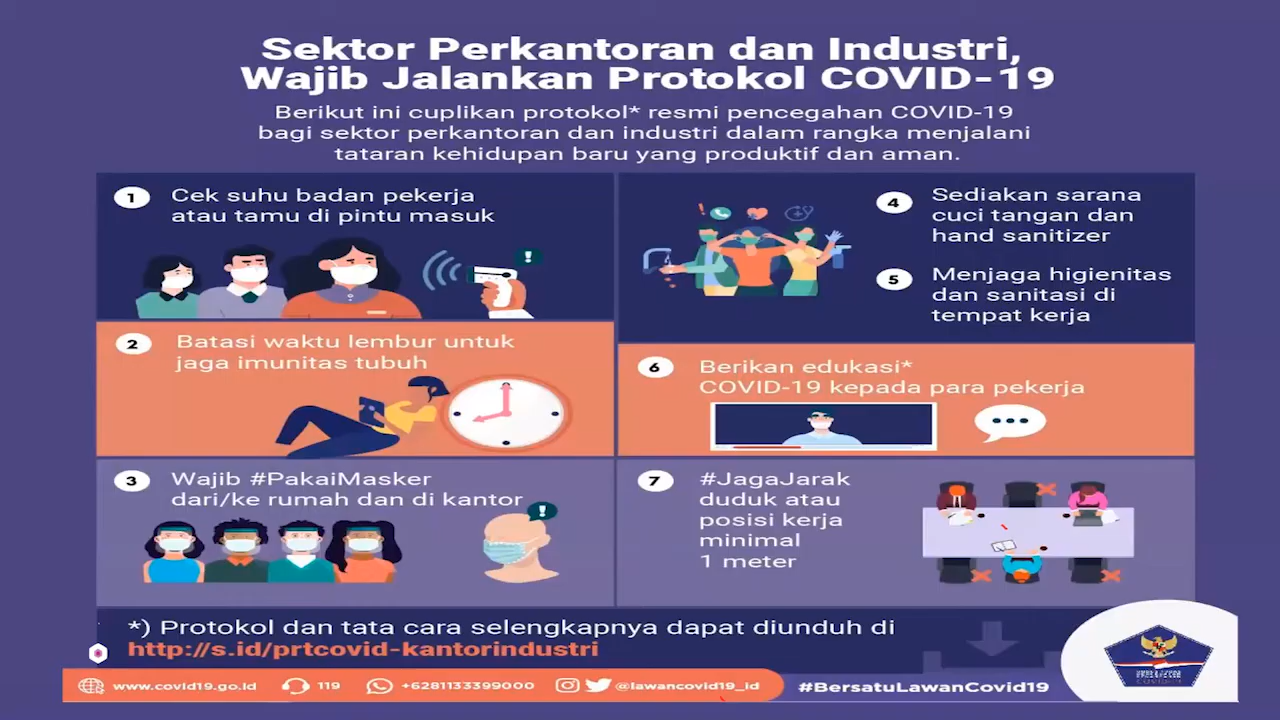 Sektor Perkantoran dan Industri,
Wajib Jalankan Protokol COVID-19
Berikut ini cuplikan protokol* resmi pencegahan COVID-19
bagi sektor perkantoran dan industri dalam rangka menjalani
tataran kehidupan baru yang produktif dan aman.
1 Cek suhu badan pekerja
atau tamu di pintu masuk
2 Batasi waktu lembur untuk
jaga imunitas tubuh
3 Wajib #PakaiMasker
dari/ke rumah dan di kantor
4 Sediakan sarana
cuci tangan dan
hand sanitizer
5 Menjaga higienitas
dan sanitasi di
tempat kerja
6 Berikan edukasi*
COVID-19 kepada para pekerja
7 #JagaJarak
duduk atau
posisi kerja
minimal
1 meter
*) Protokol dan tata cara selengkapnya dapat diunduh di
http://s.id/prtcovid-kantorindustri
www.covid19.go.id 119 +6281133399000 @lawancovid19_id
#BersatuLawanCovid19
COVID-19